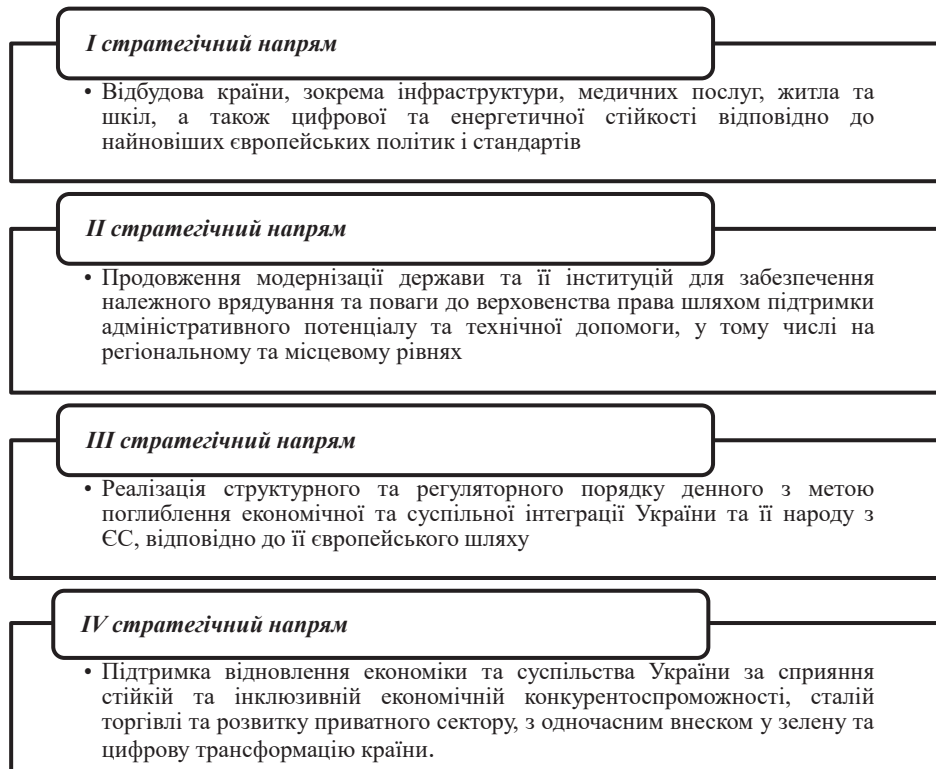 I стратегічний напрям
• Відбудова країни, зокрема інфраструктури, медичних послуг, житла та
шкіл, а також цифрової та енергетичної стійкості відповідно до
найновіших європейських політик і стандартів
II стратегічний напрям
• Продовження модернізації держави та її інституцій для забезпечення
належного врядування та поваги до верховенства права шляхом підтримки
адміністративного потенціалу та технічної допомоги, у тому числі на
регіональному та місцевому рівнях
III стратегічний напрям
• Реалізація структурного та регуляторного порядку денного з метою
поглиблення економічної та суспільної інтеграції України та її народу з
ЄС, відповідно до її європейського шляху
IV стратегічний напрям
• Підтримка відновлення економіки та суспільства України за сприяння
стійкій та інклюзивній економічній конкурентоспроможності, сталій
торгівлі та розвитку приватного сектору, з одночасним внеском у зелену та
цифрову трансформацію країни.